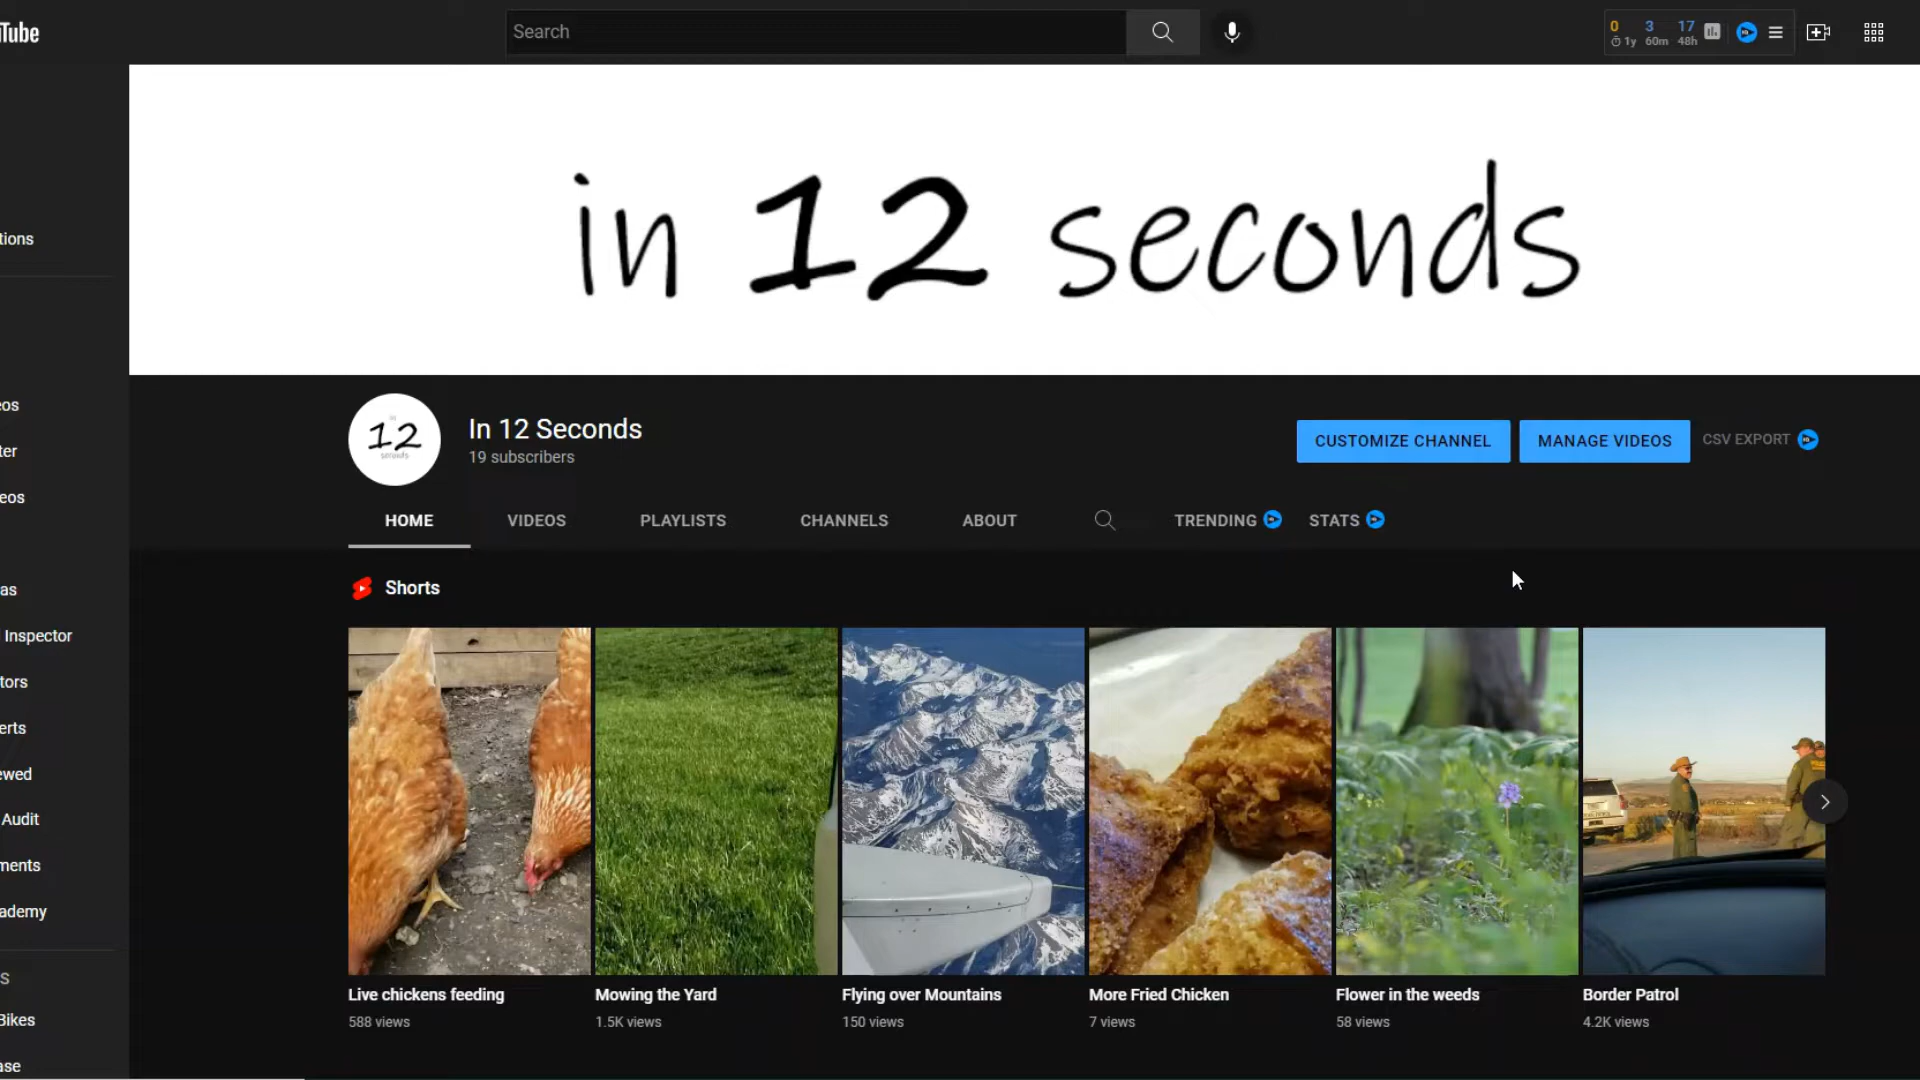 Tube
Search
0 3 17
1y 60m 48h
in 12 seconds
tions
eos
ter
eos
as
Inspector
tors
erts
ewed
Audit
ments
ademy
S
Bikes
ase
in
12
seconds
In 12 Seconds
19 subscribers
CUSTOMIZE CHANNEL
MANAGE VIDEOS
CSV EXPORT
HOME VIDEOS PLAYLISTS CHANNELS ABOUT TRENDING STATS
Shorts
Live chickens feeding
588 views
Mowing the Yard
1.5K views
Flying over Mountains
150 views
More Fried Chicken
7 views
Flower in the weeds
58 views
Border Patrol
4.2K views